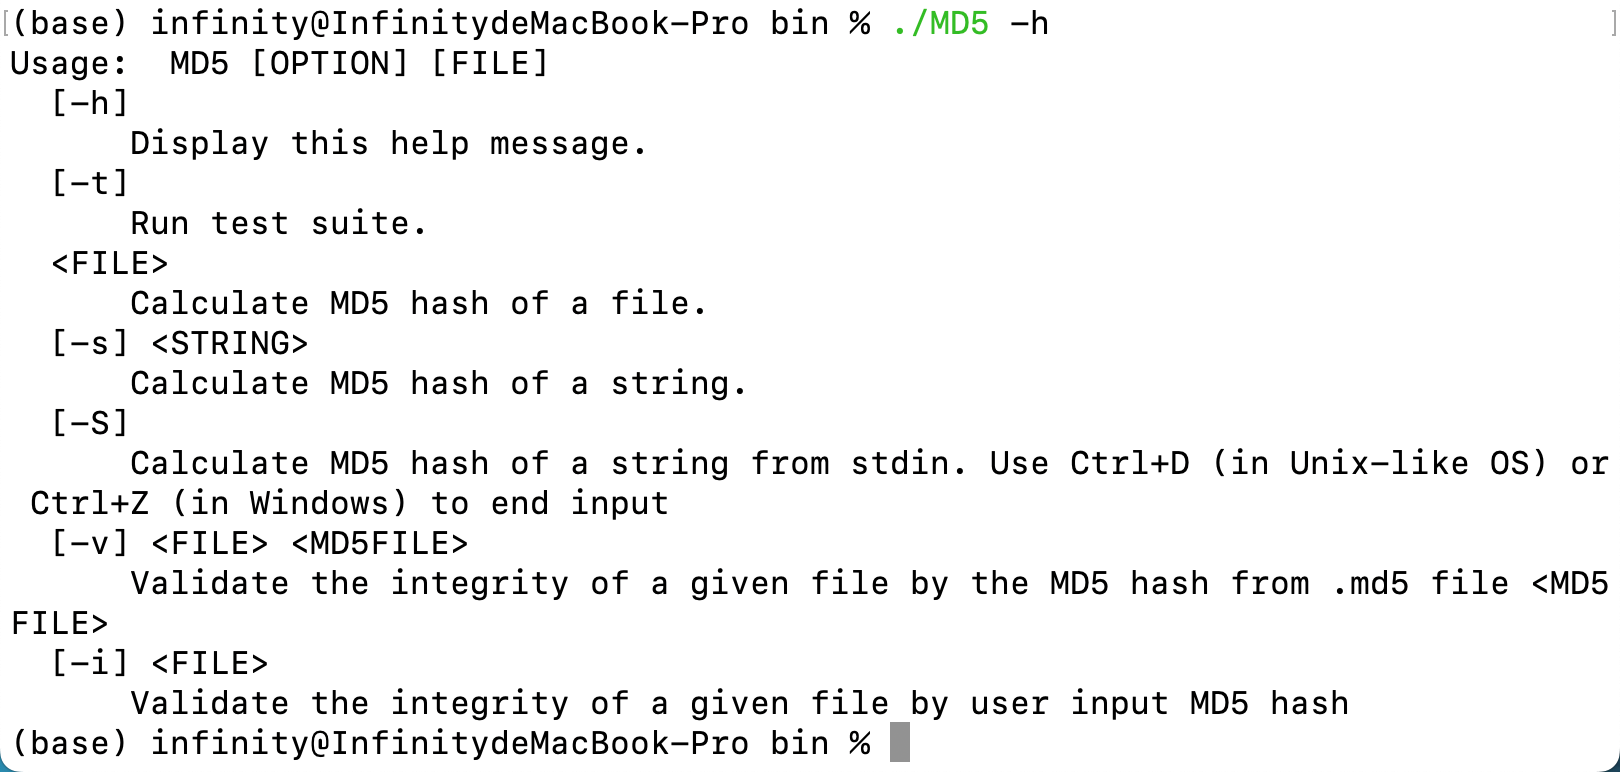 [(base) infinity@InfinitydeMacBook-Pro bin % ./MD5 -h ]
Usage:  MD5 [OPTION] [FILE]
  [-h]
      Display this help message.
  [-t]
      Run test suite.
  <FILE>
      Calculate MD5 hash of a file.
  [-s] <STRING>
      Calculate MD5 hash of a string.
  [-S]
      Calculate MD5 hash of a string from stdin. Use Ctrl+D (in Unix-like OS) or
 Ctrl+Z (in Windows) to end input
  [-v] <FILE> <MD5FILE>
      Validate the integrity of a given file by the MD5 hash from .md5 file <MD5
FILE>
  [-i] <FILE>
      Validate the integrity of a given file by user input MD5 hash
(base) infinity@InfinitydeMacBook-Pro bin %